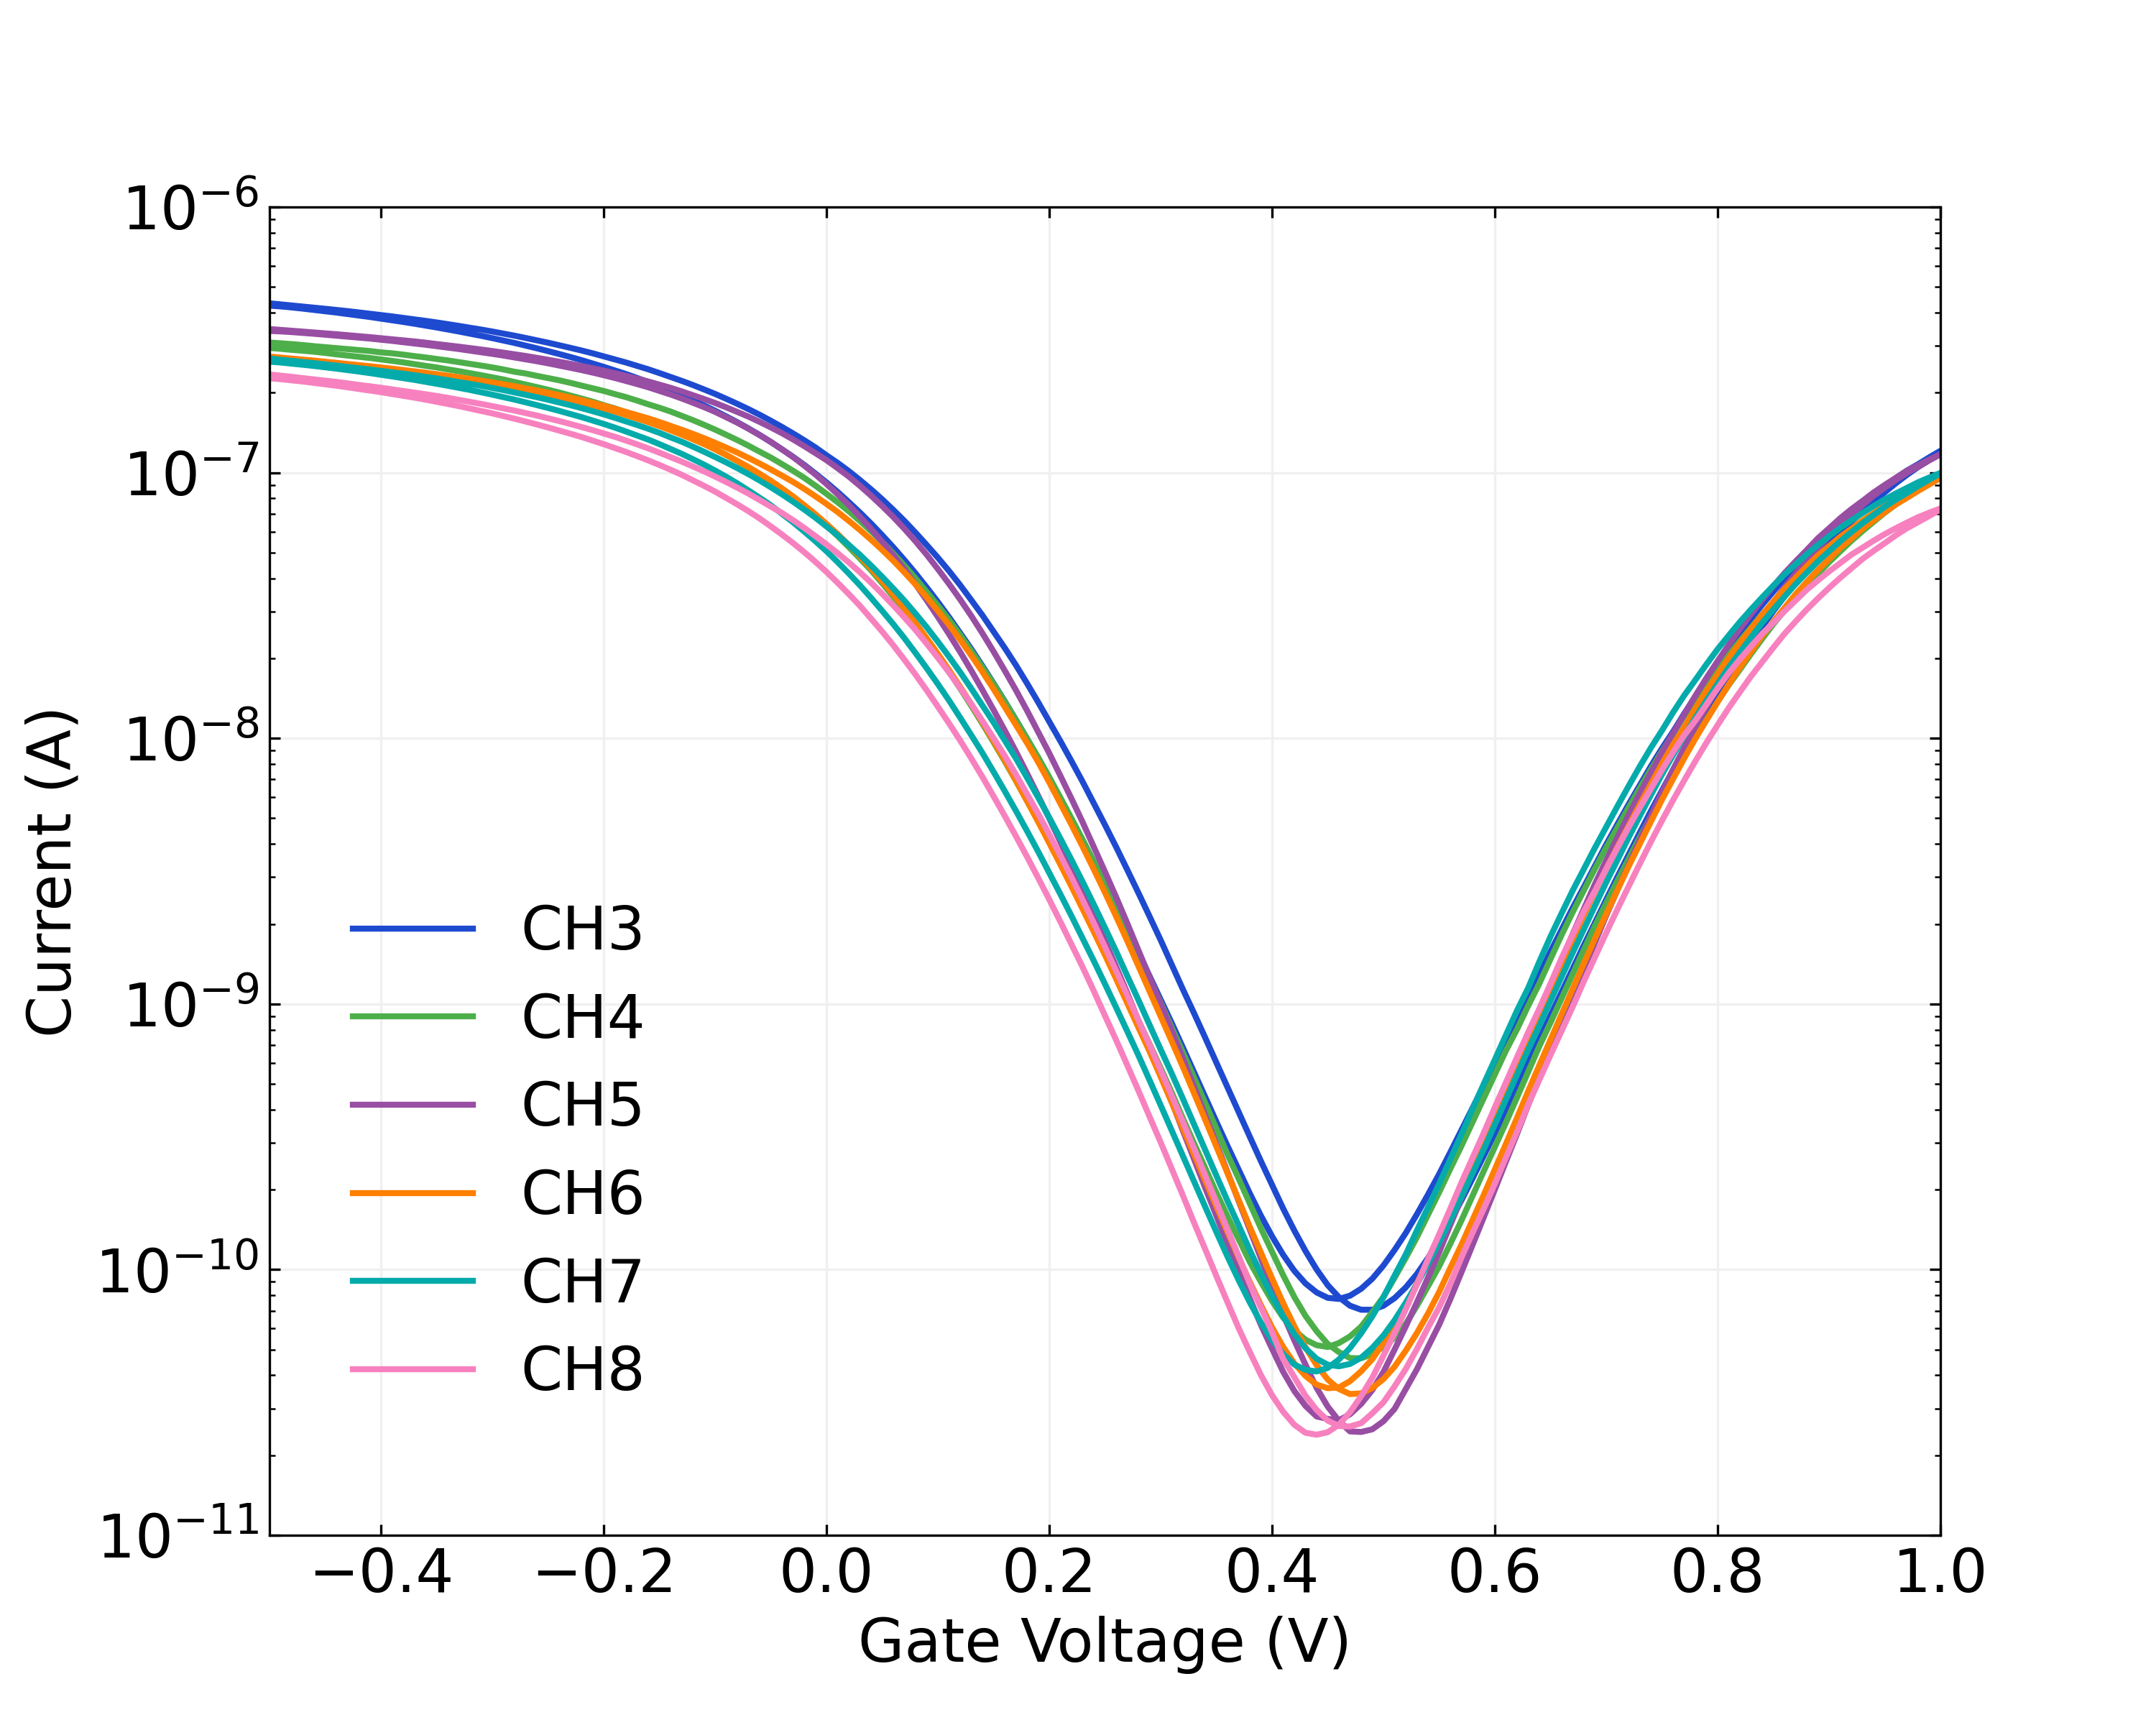 10⁻⁶
10⁻⁷
10⁻⁸
10⁻⁹
10⁻¹⁰
10⁻¹¹
Current (A)
CH3
CH4
CH5
CH6
CH7
CH8
−0.4 −0.2 0.0 0.2 0.4 0.6 0.8 1.0
Gate Voltage (V)